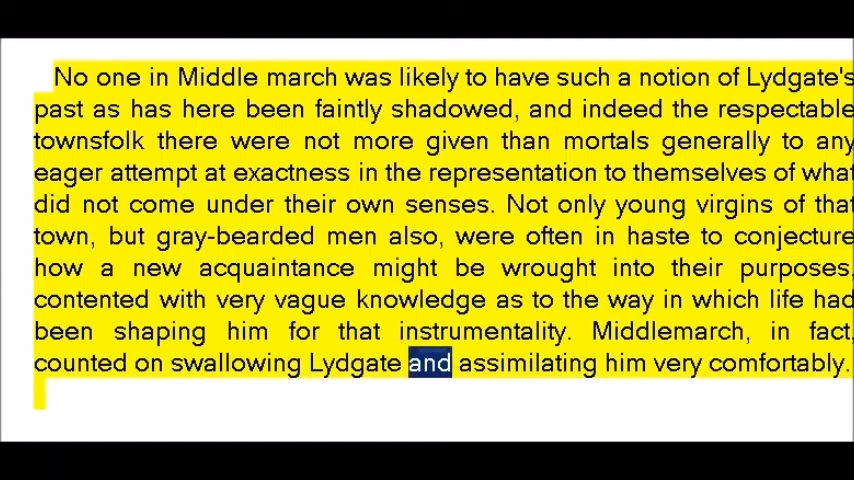 No one in Middle march was likely to have such a notion of Lydgate's
past as has here been faintly shadowed, and indeed the respectable
townsfolk there were not more given than mortals generally to any
eager attempt at exactness in the representation to themselves of what
did not come under their own senses. Not only young virgins of that
town, but gray-bearded men also, were often in haste to conjecture
how a new acquaintance might be wrought into their purposes,
contented with very vague knowledge as to the way in which life had
been shaping him for that instrumentality. Middlemarch, in fact,
counted on swallowing Lydgate and assimilating him very comfortably.